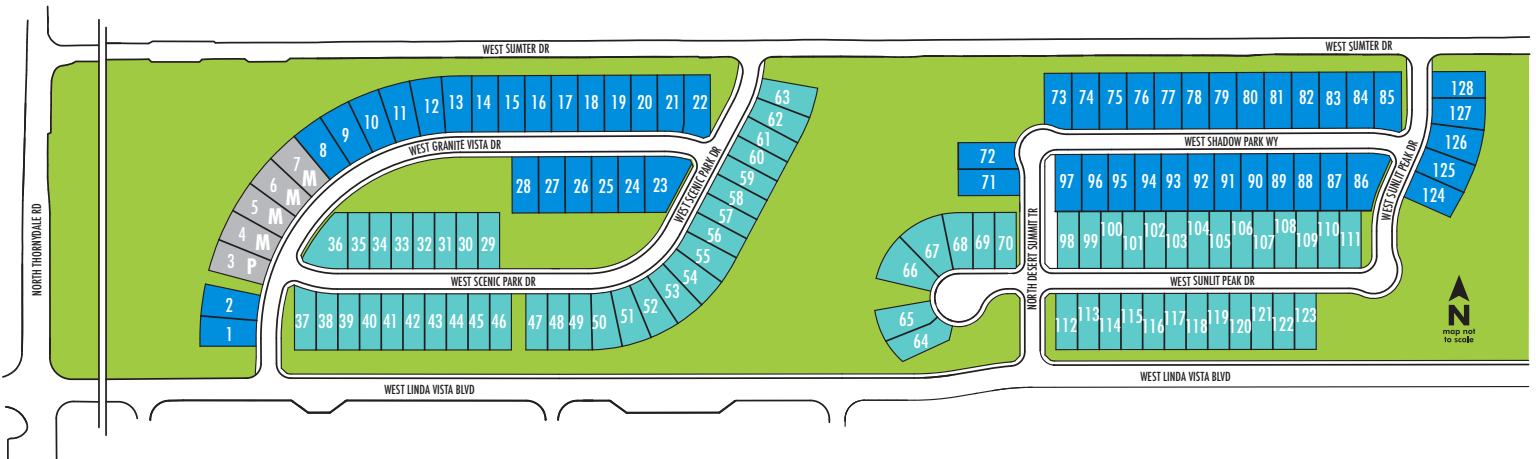 WEST SUMTER DR
WEST SUMTER DR
63
128
13 14 15 16 17 18 19 20 21 22
73 74 75 76 77 78 79 80 81 82 83 84 85
12
11
10
9
8
62
127
61
126
60
125
59
124
WEST GRANITE VISTA DR
WEST SHADOW PARK WY
72
71
7 M
6 M
5 M
4 M
3 P
28 27 26 25 24 23
97 96 95 94 93 92 91 90 89 88 87 86
WEST SCENIC PARK DR
WEST SUNLIT PEAK DR
58
57
56
55
54
53
52
51
NORTH THORNYDALE RD
36 35 34 33 32 31 30 29
66 67 68 69 70
NORTH DESERT SUMMIT TR
98 99 100 101 102 103 104 105 106 107 108 109 110 111
WEST SCENIC PARK DR
WEST SUNLIT PEAK DR
2
1
37 38 39 40 41 42 43 44 45 46
47 48 49 50
65
64
112 113 114 115 116 117 118 119 120 121 122 123
N
map not
to scale
WEST LINDA VISTA BLVD
WEST LINDA VISTA BLVD